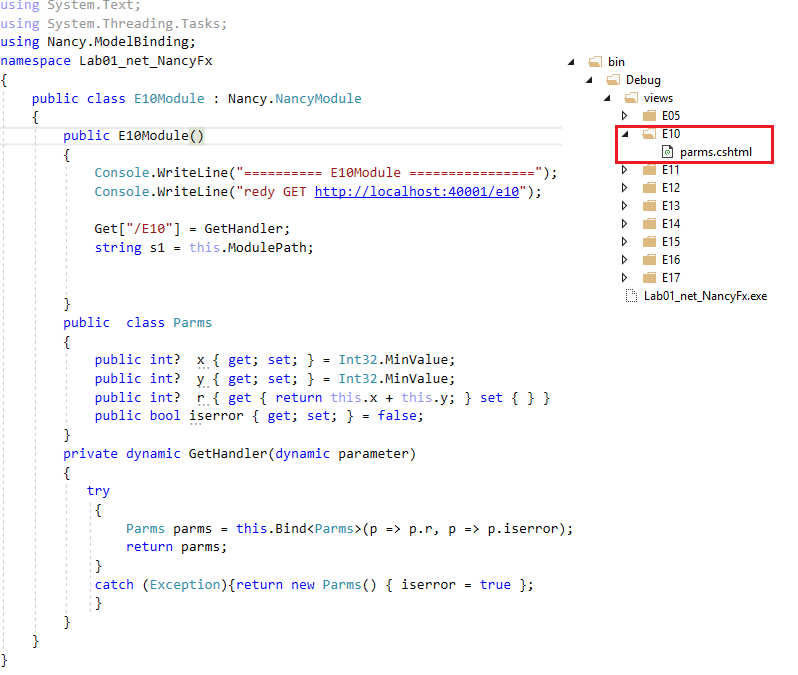 using System.Text;
using System.Threading.Tasks;
using Nancy.ModelBinding;
namespace Lab01_net_NancyFx
{
public class E10Module : Nancy.NancyModule
{
public E10Module()
{
Console.WriteLine("========== E10Module ================");
Console.WriteLine("redy GET http://localhost:40001/e10");
Get["/E10"] = GetHandler;
string s1 = this.ModulePath;
}
public  class Parms
{
public int?  x { get; set; } = Int32.MinValue;
public int?  y { get; set; } = Int32.MinValue;
public int?  r { get { return this.x + this.y; } set { } }
public bool iserror { get; set; } = false;
}
private dynamic GetHandler(dynamic parameter)
{
try
{
Parms parms = this.Bind<Parms>(p => p.r, p => p.iserror);
return parms;
}
catch (Exception){return new Parms() { iserror = true };
}
}
}
}
bin
Debug
views
E05
E10
parms.cshtml
E11
E12
E13
E14
E15
E16
E17
Lab01_net_NancyFx.exe